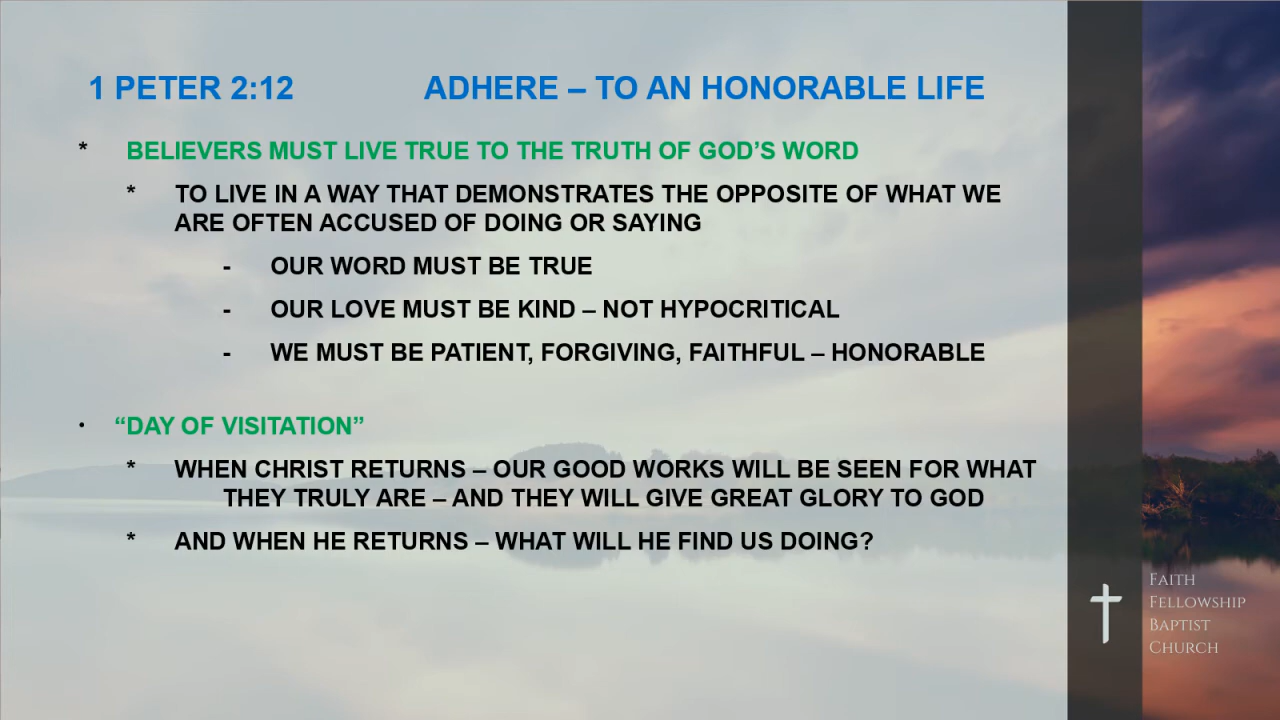 1 PETER 2:12 ADHERE – TO AN HONORABLE LIFE
* BELIEVERS MUST LIVE TRUE TO THE TRUTH OF GOD’S WORD
* TO LIVE IN A WAY THAT DEMONSTRATES THE OPPOSITE OF WHAT WE
ARE OFTEN ACCUSED OF DOING OR SAYING
- OUR WORD MUST BE TRUE
- OUR LOVE MUST BE KIND – NOT HYPOCRITICAL
- WE MUST BE PATIENT, FORGIVING, FAITHFUL – HONORABLE
· “DAY OF VISITATION”
* WHEN CHRIST RETURNS – OUR GOOD WORKS WILL BE SEEN FOR WHAT
THEY TRULY ARE – AND THEY WILL GIVE GREAT GLORY TO GOD
* AND WHEN HE RETURNS – WHAT WILL HE FIND US DOING?
FAITH
FELLOWSHIP
BAPTIST
CHURCH